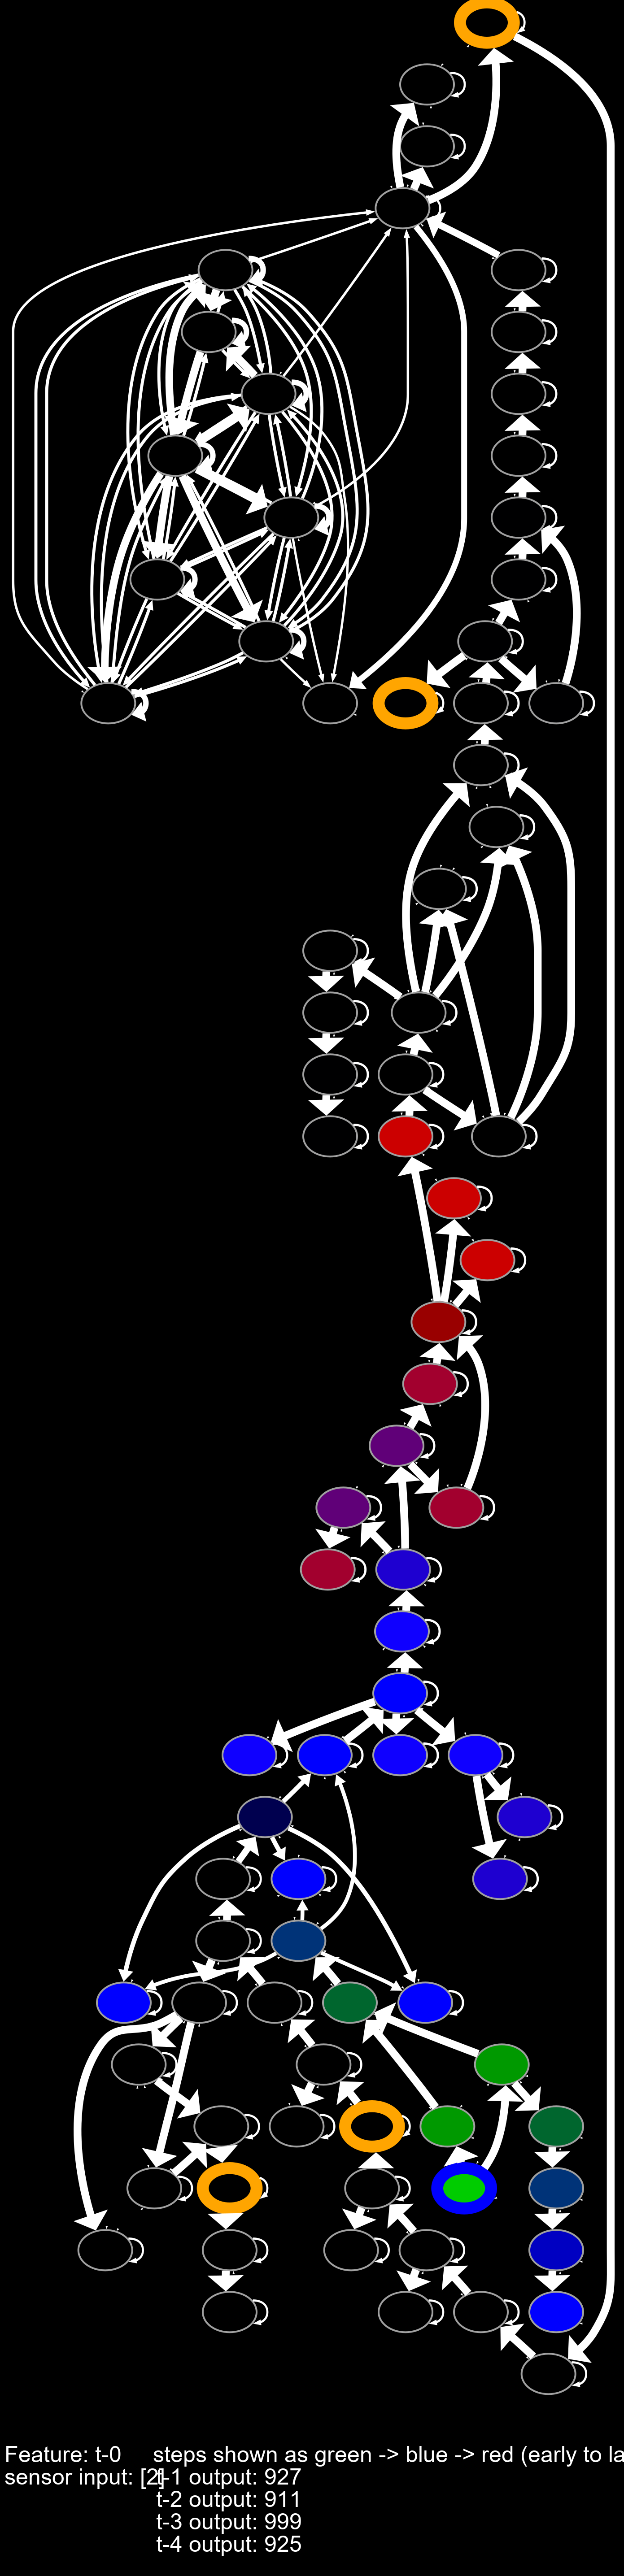 Feature: t-0 steps shown as green -> blue -> red (early to la
sensor input: [2] t-1 output: 927
t-2 output: 911
t-3 output: 999
t-4 output: 925